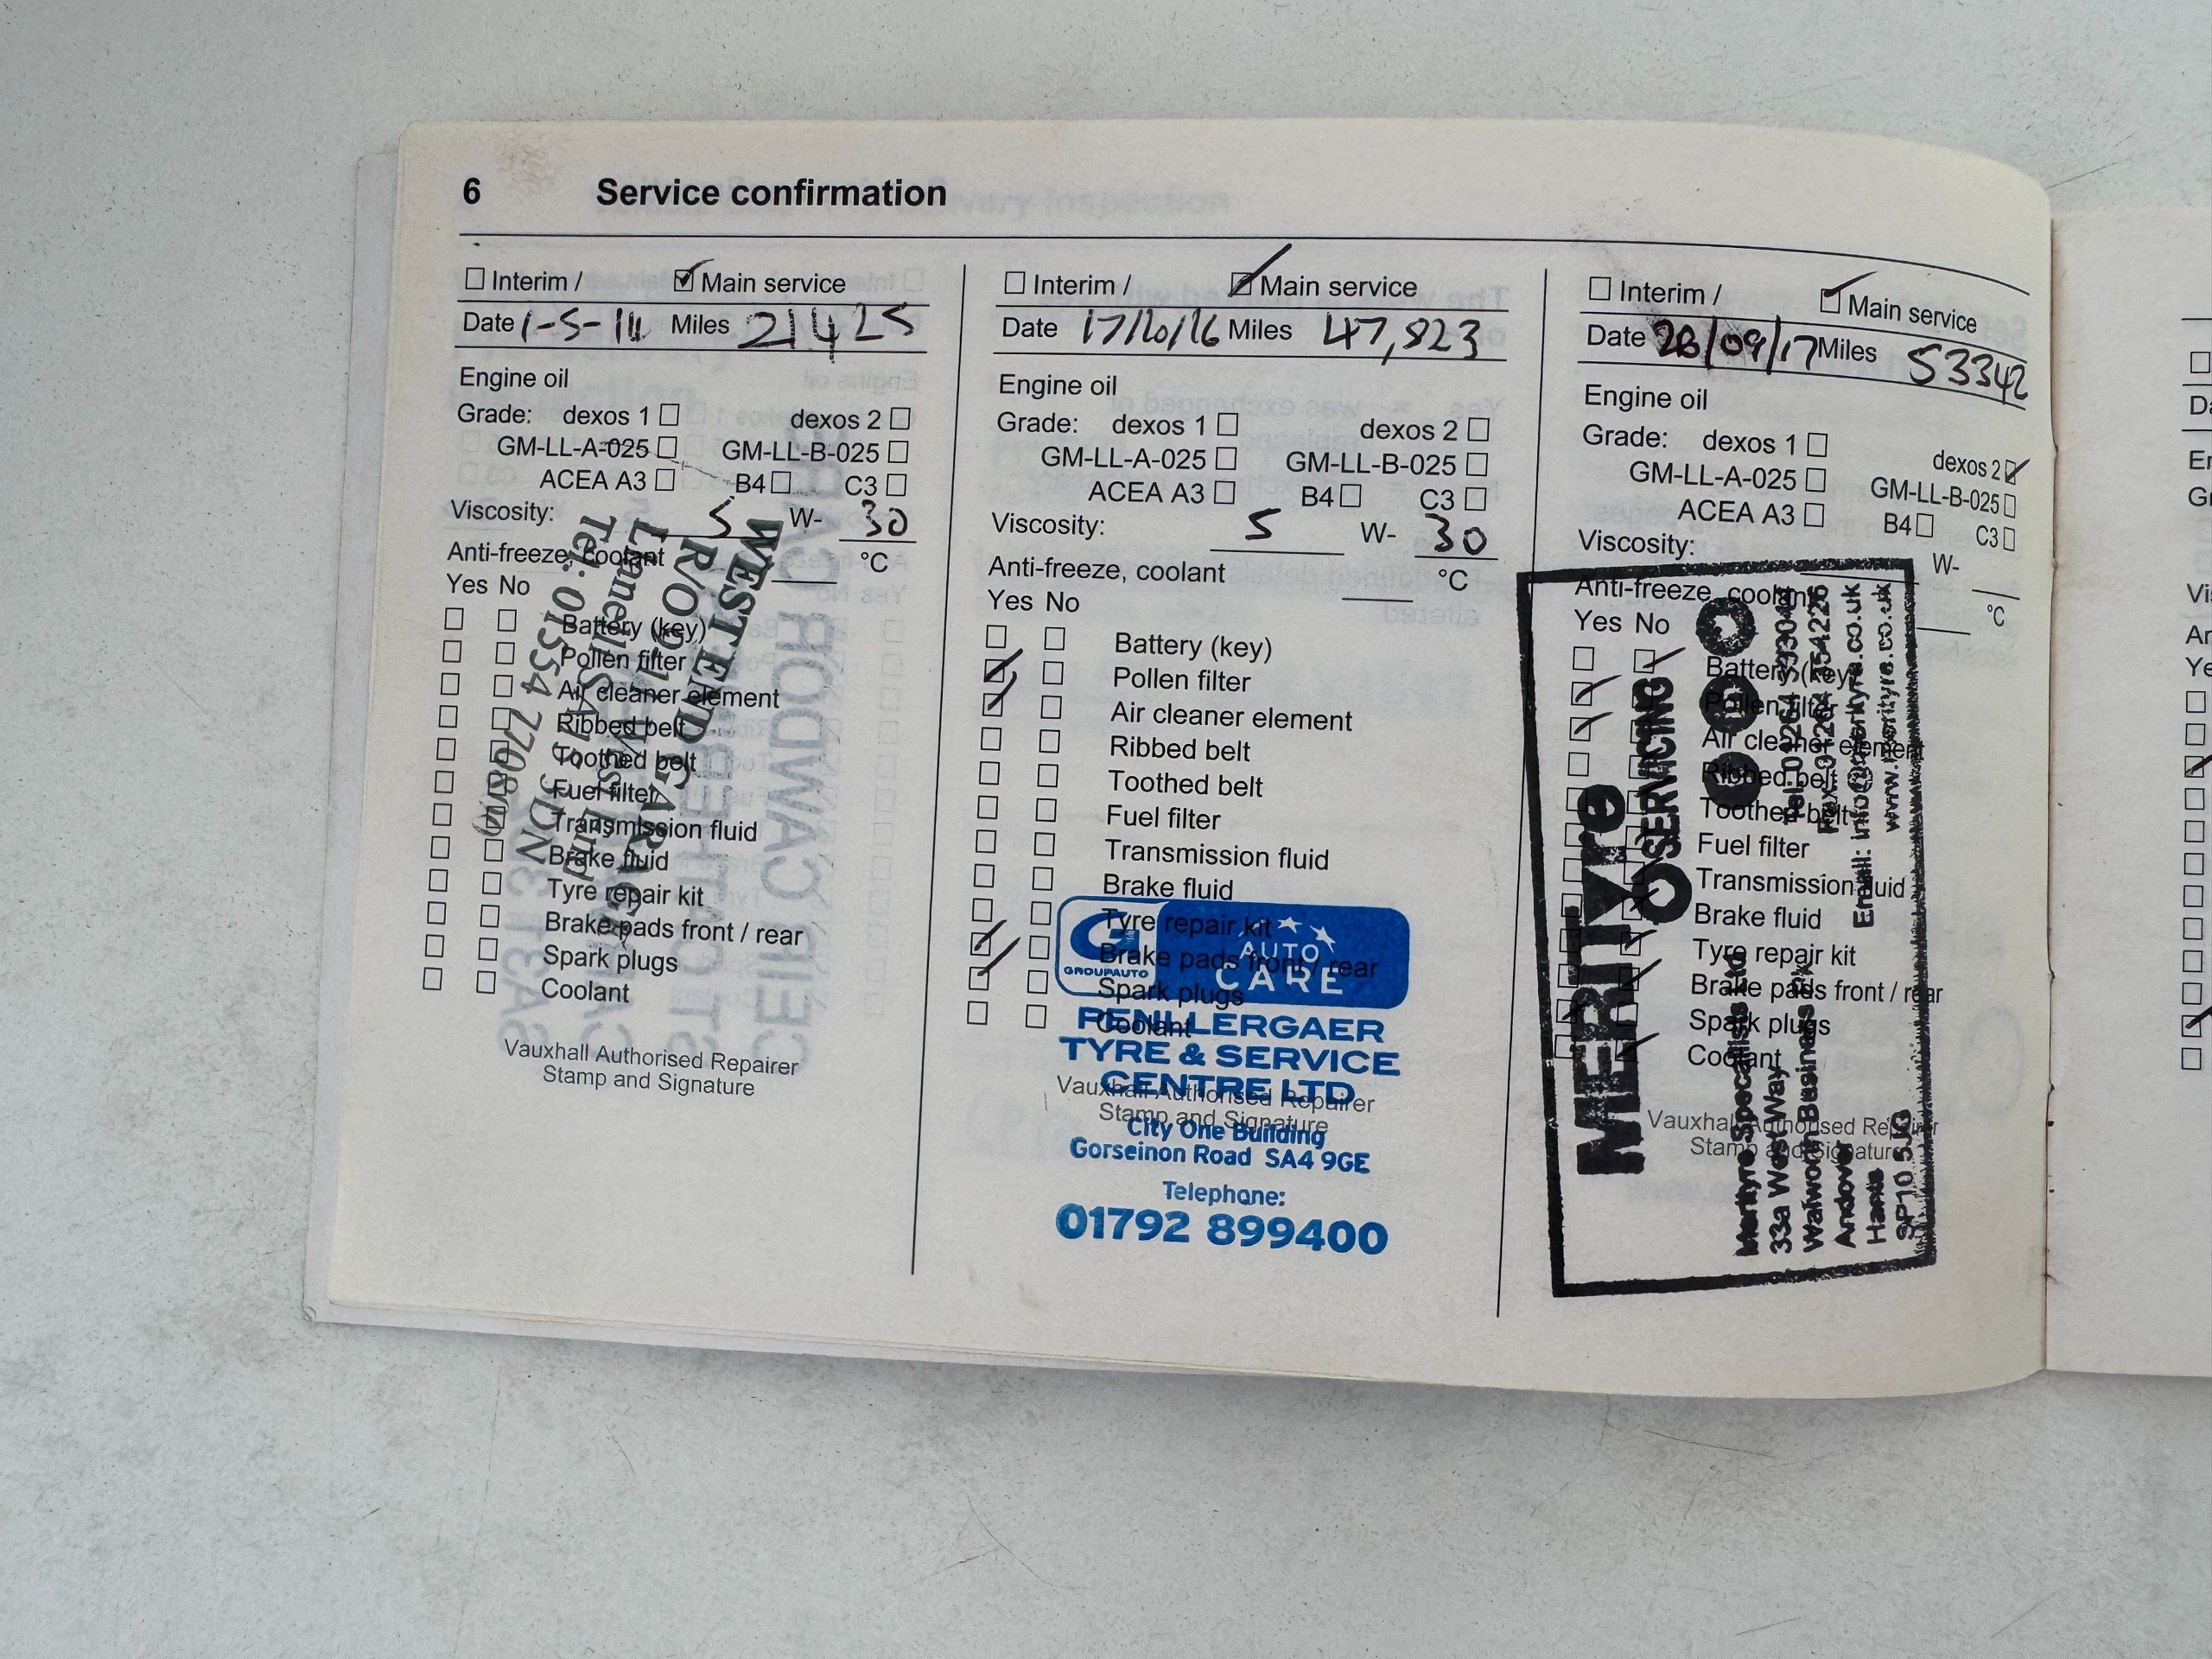 6 Service confirmation
Interim / Main service
Date 1-5-14 Miles 21425
Engine oil
Grade: dexos 1 dexos 2
GM-LL-A-025 GM-LL-B-025
ACEA A3 B4 C3
Viscosity: 5 W- 30
Anti-freeze, coolant °C
Yes No
Battery (key)
Pollen filter
Air cleaner element
Ribbed belt
Toothed belt
Fuel filter
Transmission fluid
Brake fluid
Tyre repair kit
Brake pads front / rear
Spark plugs
Coolant
WESTEND GARAGE
Llanelli
Tel: 01554
Vauxhall Authorised Repairer
Stamp and Signature
Interim / Main service
Date 17/10/16 Miles 47,823
Engine oil
Grade: dexos 1 dexos 2
GM-LL-A-025 GM-LL-B-025
ACEA A3 B4 C3
Viscosity: 5 W- 30
Anti-freeze, coolant °C
Yes No
Battery (key)
Pollen filter
Air cleaner element
Ribbed belt
Toothed belt
Fuel filter
Transmission fluid
Brake fluid
Tyre repair kit
Brake pads front / rear
Spark plugs
Coolant
G GROUPAUTO
AUTO
CARE
PENLLERGAER
TYRE & SERVICE
CENTRE LTD
Vauxhall Authorised Repairer
Stamp and Signature
City One Building
Gorseinon Road SA4 9GE
Telephone:
01792 899400
Interim / Main service
Date /09/17 Miles 53342
Engine oil
Grade: dexos 1 dexos 2
GM-LL-A-025 GM-LL-B-025
ACEA A3 B4 C3
Viscosity: W-
Anti-freeze, coolant °C
Yes No
Battery (key)
Pollen filter
Air cleaner element
Ribbed belt
Toothed belt
Fuel filter
Transmission fluid
Brake fluid
Tyre repair kit
Brake pads front / rear
Spark plugs
Coolant
MERITyre
SERVICING
Merityre Specialists Ltd
33a West Way
Walworth Business Pk
Andover
Hants
SP10 5JG
Email: info@merityre.co.uk
www.merityre.co.uk
Vauxhall Authorised Repairer
Stamp and Signature